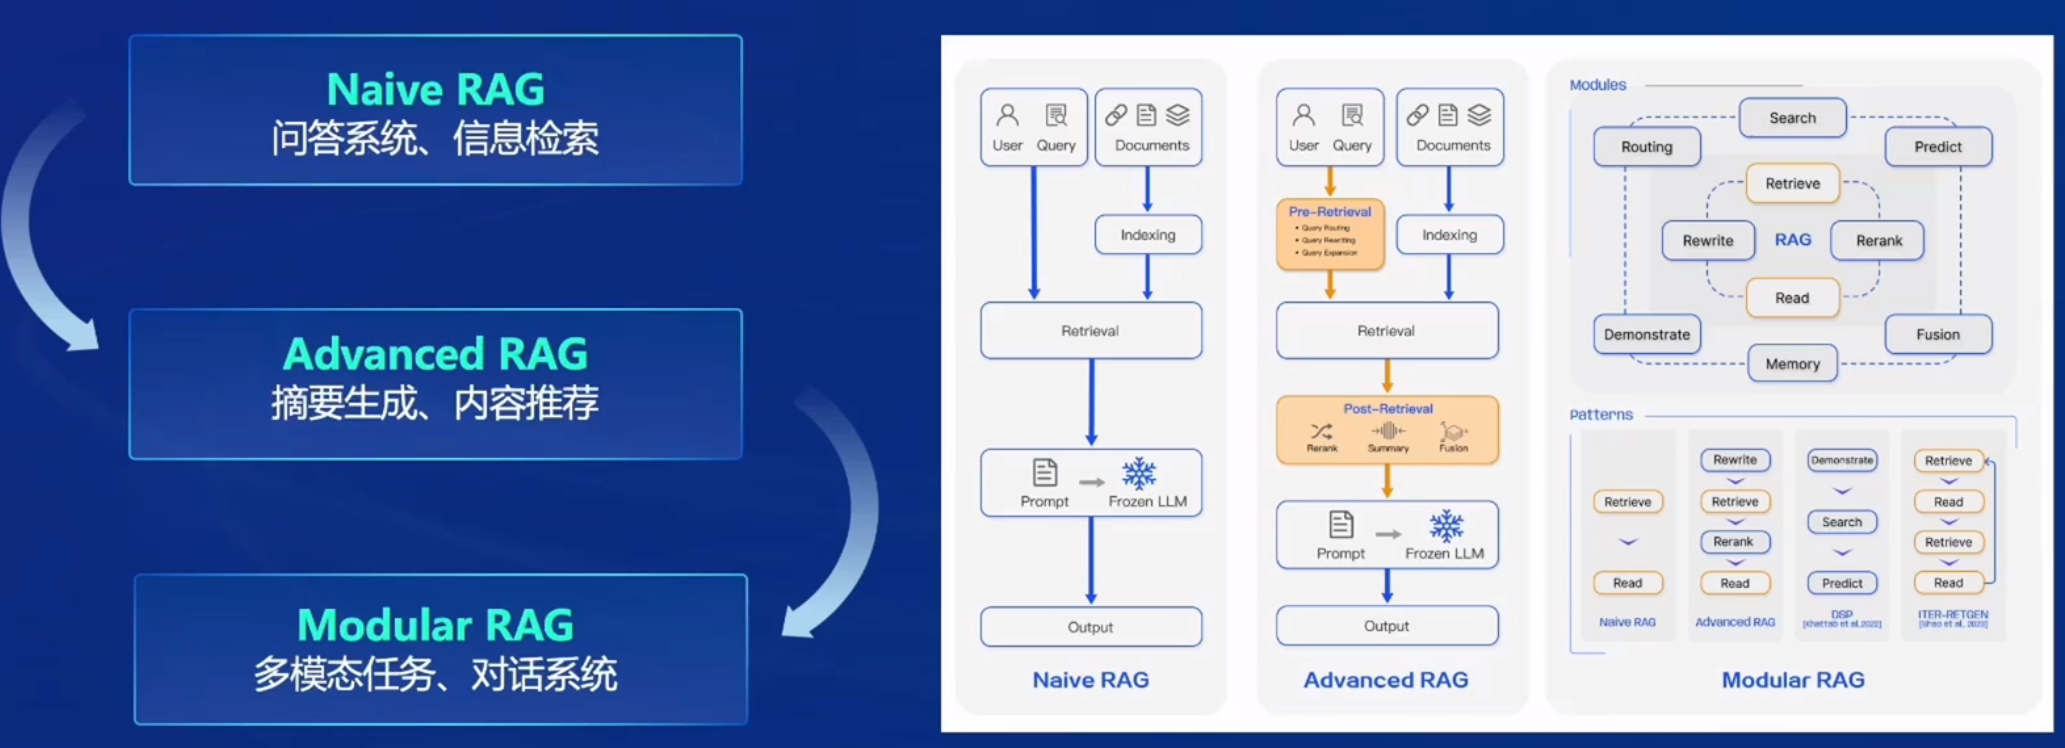 Naive RAG
问答系统、信息检索
Advanced RAG
摘要生成、内容推荐
Modular RAG
多模态任务、对话系统
User Query
Documents
Indexing
Retrieval
Prompt
Frozen LLM
Output
Naive RAG
User Query
Documents
Pre-Retrieval
• Query Routing
• Query Rewriting
• Query Expansion
Indexing
Retrieval
Post-Retrieval
Rerank
Summary
Fusion
Prompt
Frozen LLM
Output
Advanced RAG
Modules
Search
Routing
Predict
Retrieve
Rewrite
RAG
Rerank
Read
Demonstrate
Fusion
Memory
Patterns
Retrieve
Read
Naive RAG
Rewrite
Retrieve
Rerank
Read
Advanced RAG
Demonstrate
Search
Predict
DSP
[Khattab et al., 2022]
Retrieve
Read
Retrieve
Read
ITER-RETGEN
[Shao et al., 2023]
Modular RAG